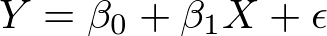 Y = β₀ + β₁X + ϵ